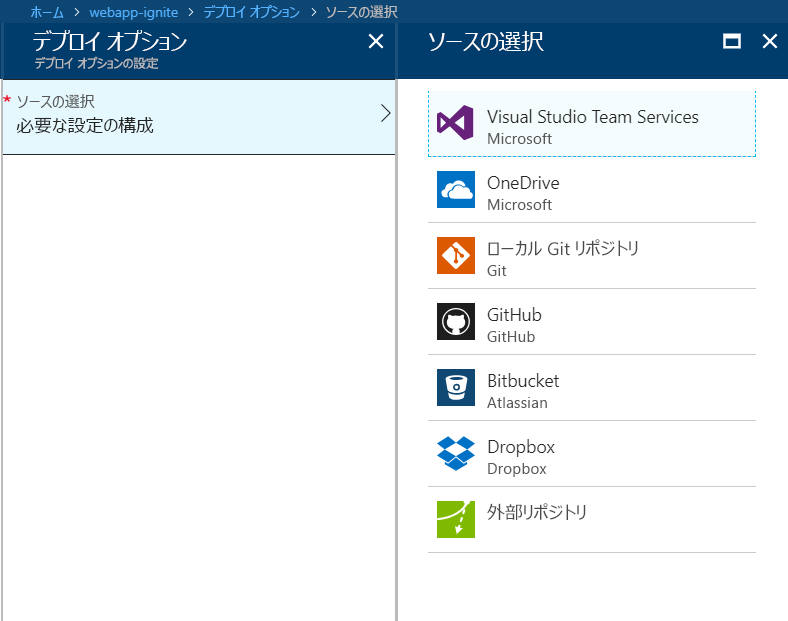 ホーム > webapp-ignite > デプロイ オプション > ソースの選択
デプロイ オプション
デプロイ オプションの設定
* ソースの選択
必要な設定の構成
ソースの選択
Visual Studio Team Services
Microsoft
OneDrive
Microsoft
ローカル Git リポジトリ
Git
GitHub
GitHub
Bitbucket
Atlassian
Dropbox
Dropbox
外部リポジトリ